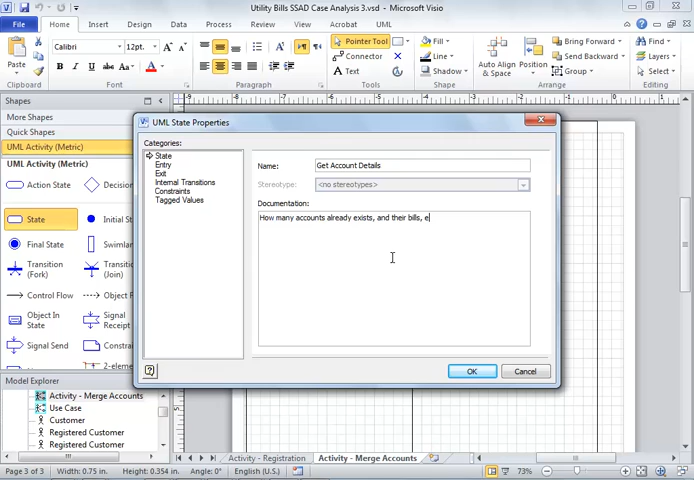 Utility Bills SSAD Case Analysis 3.vsd - Microsoft Visio
File Home Insert Design Data Process Review View Acrobat UML
Calibri 12pt.
Paste
Clipboard Font Paragraph
Pointer Tool
Connector
Text
Tools
Fill
Line
Shadow
Shape
Auto Align & Space
Position
Bring Forward
Send Backward
Group
Arrange
Find
Layers
Select
Editing
Shapes
More Shapes
Quick Shapes
UML Activity (Metric)
UML Activity (Metric)
Action State
State Initial St
Final State
Transition (Fork) Transition (Join)
Control Flow
Object In State Signal Receipt
Signal Send
Model Explorer
Activity - Merge Accounts
Use Case
Customer
Registered Customer
Registered Customer
UML State Properties
Categories:
State
Entry
Exit
Internal Transitions
Constraints
Tagged Values
Name: Get Account Details
Stereotype: <no stereotypes>
Documentation:
How many accounts already exists, and their bills, e
OK Cancel
Activity - Registration Activity - Merge Accounts
Page 3 of 3 Width: 0.75 in. Height: 0.354 in. Angle: 0° English (U.S.) 73%